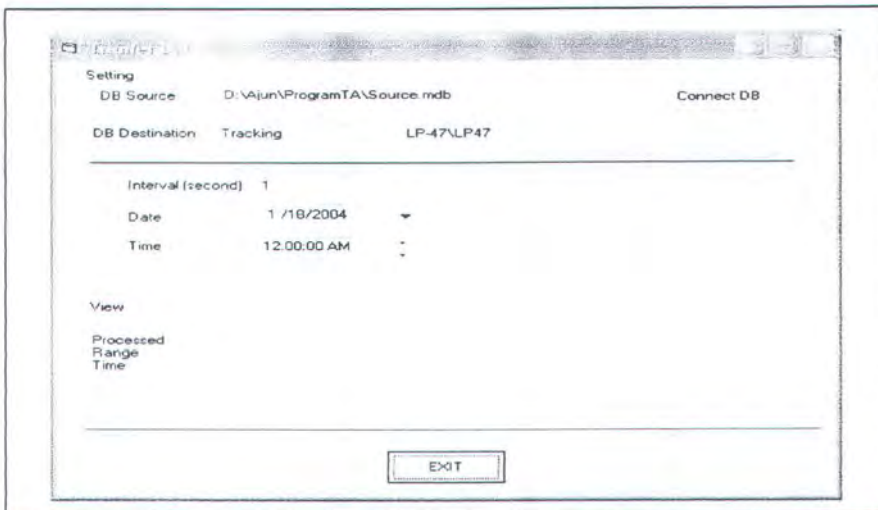 Setting
DB Source D:\Ajun\ProgramTA\Source.mdb Connect DB
DB Destination Tracking LP-47\LP47
Interval (second) 1
Date 1 /18/2004
Time 12:00:00 AM
View
Processed
Range
Time
EXIT